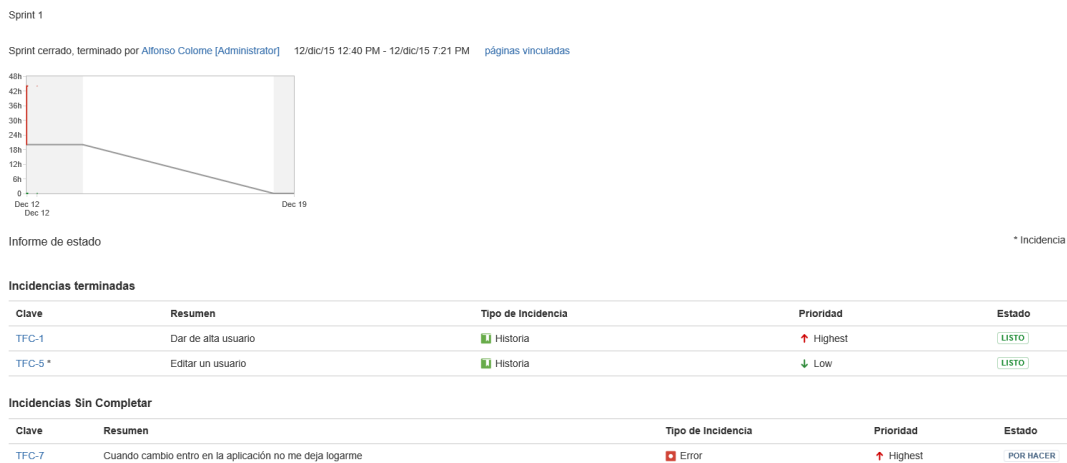 Sprint 1
Sprint cerrado, terminado por Alfonso Colome [Administrator] 12/dic/15 12:40 PM - 12/dic/15 7:21 PM páginas vinculadas
48h
42h
36h
30h
24h
18h
12h
6h
0
Dec 12 Dec 19
Dec 12
Informe de estado * Incidencia
Incidencias terminadas
Clave Resumen Tipo de Incidencia Prioridad Estado
TFC-1 Dar de alta usuario Historia Highest LISTO
TFC-5 * Editar un usuario Historia Low LISTO
Incidencias Sin Completar
Clave Resumen Tipo de Incidencia Prioridad Estado
TFC-7 Cuando cambio entro en la aplicación no me deja logarme Error Highest POR HACER